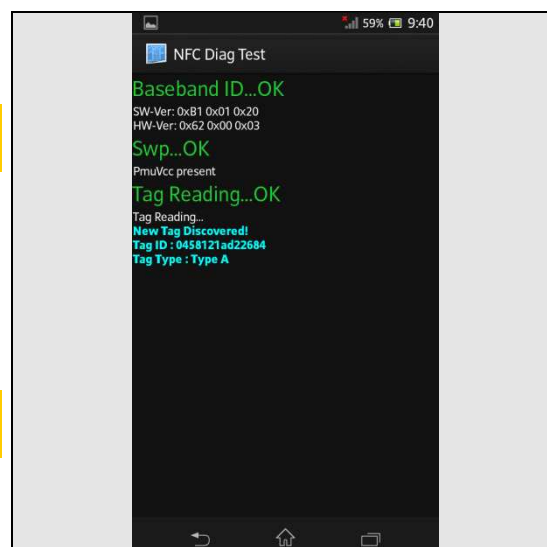 59% 9:40
NFC Diag Test
Baseband ID...OK
SW-Ver: 0xB1 0x01 0x20
HW-Ver: 0x62 0x00 0x03
Swp...OK
PmuVcc present
Tag Reading...OK
Tag Reading...
New Tag Discovered!
Tag ID : 0458121ad22684
Tag Type : Type A